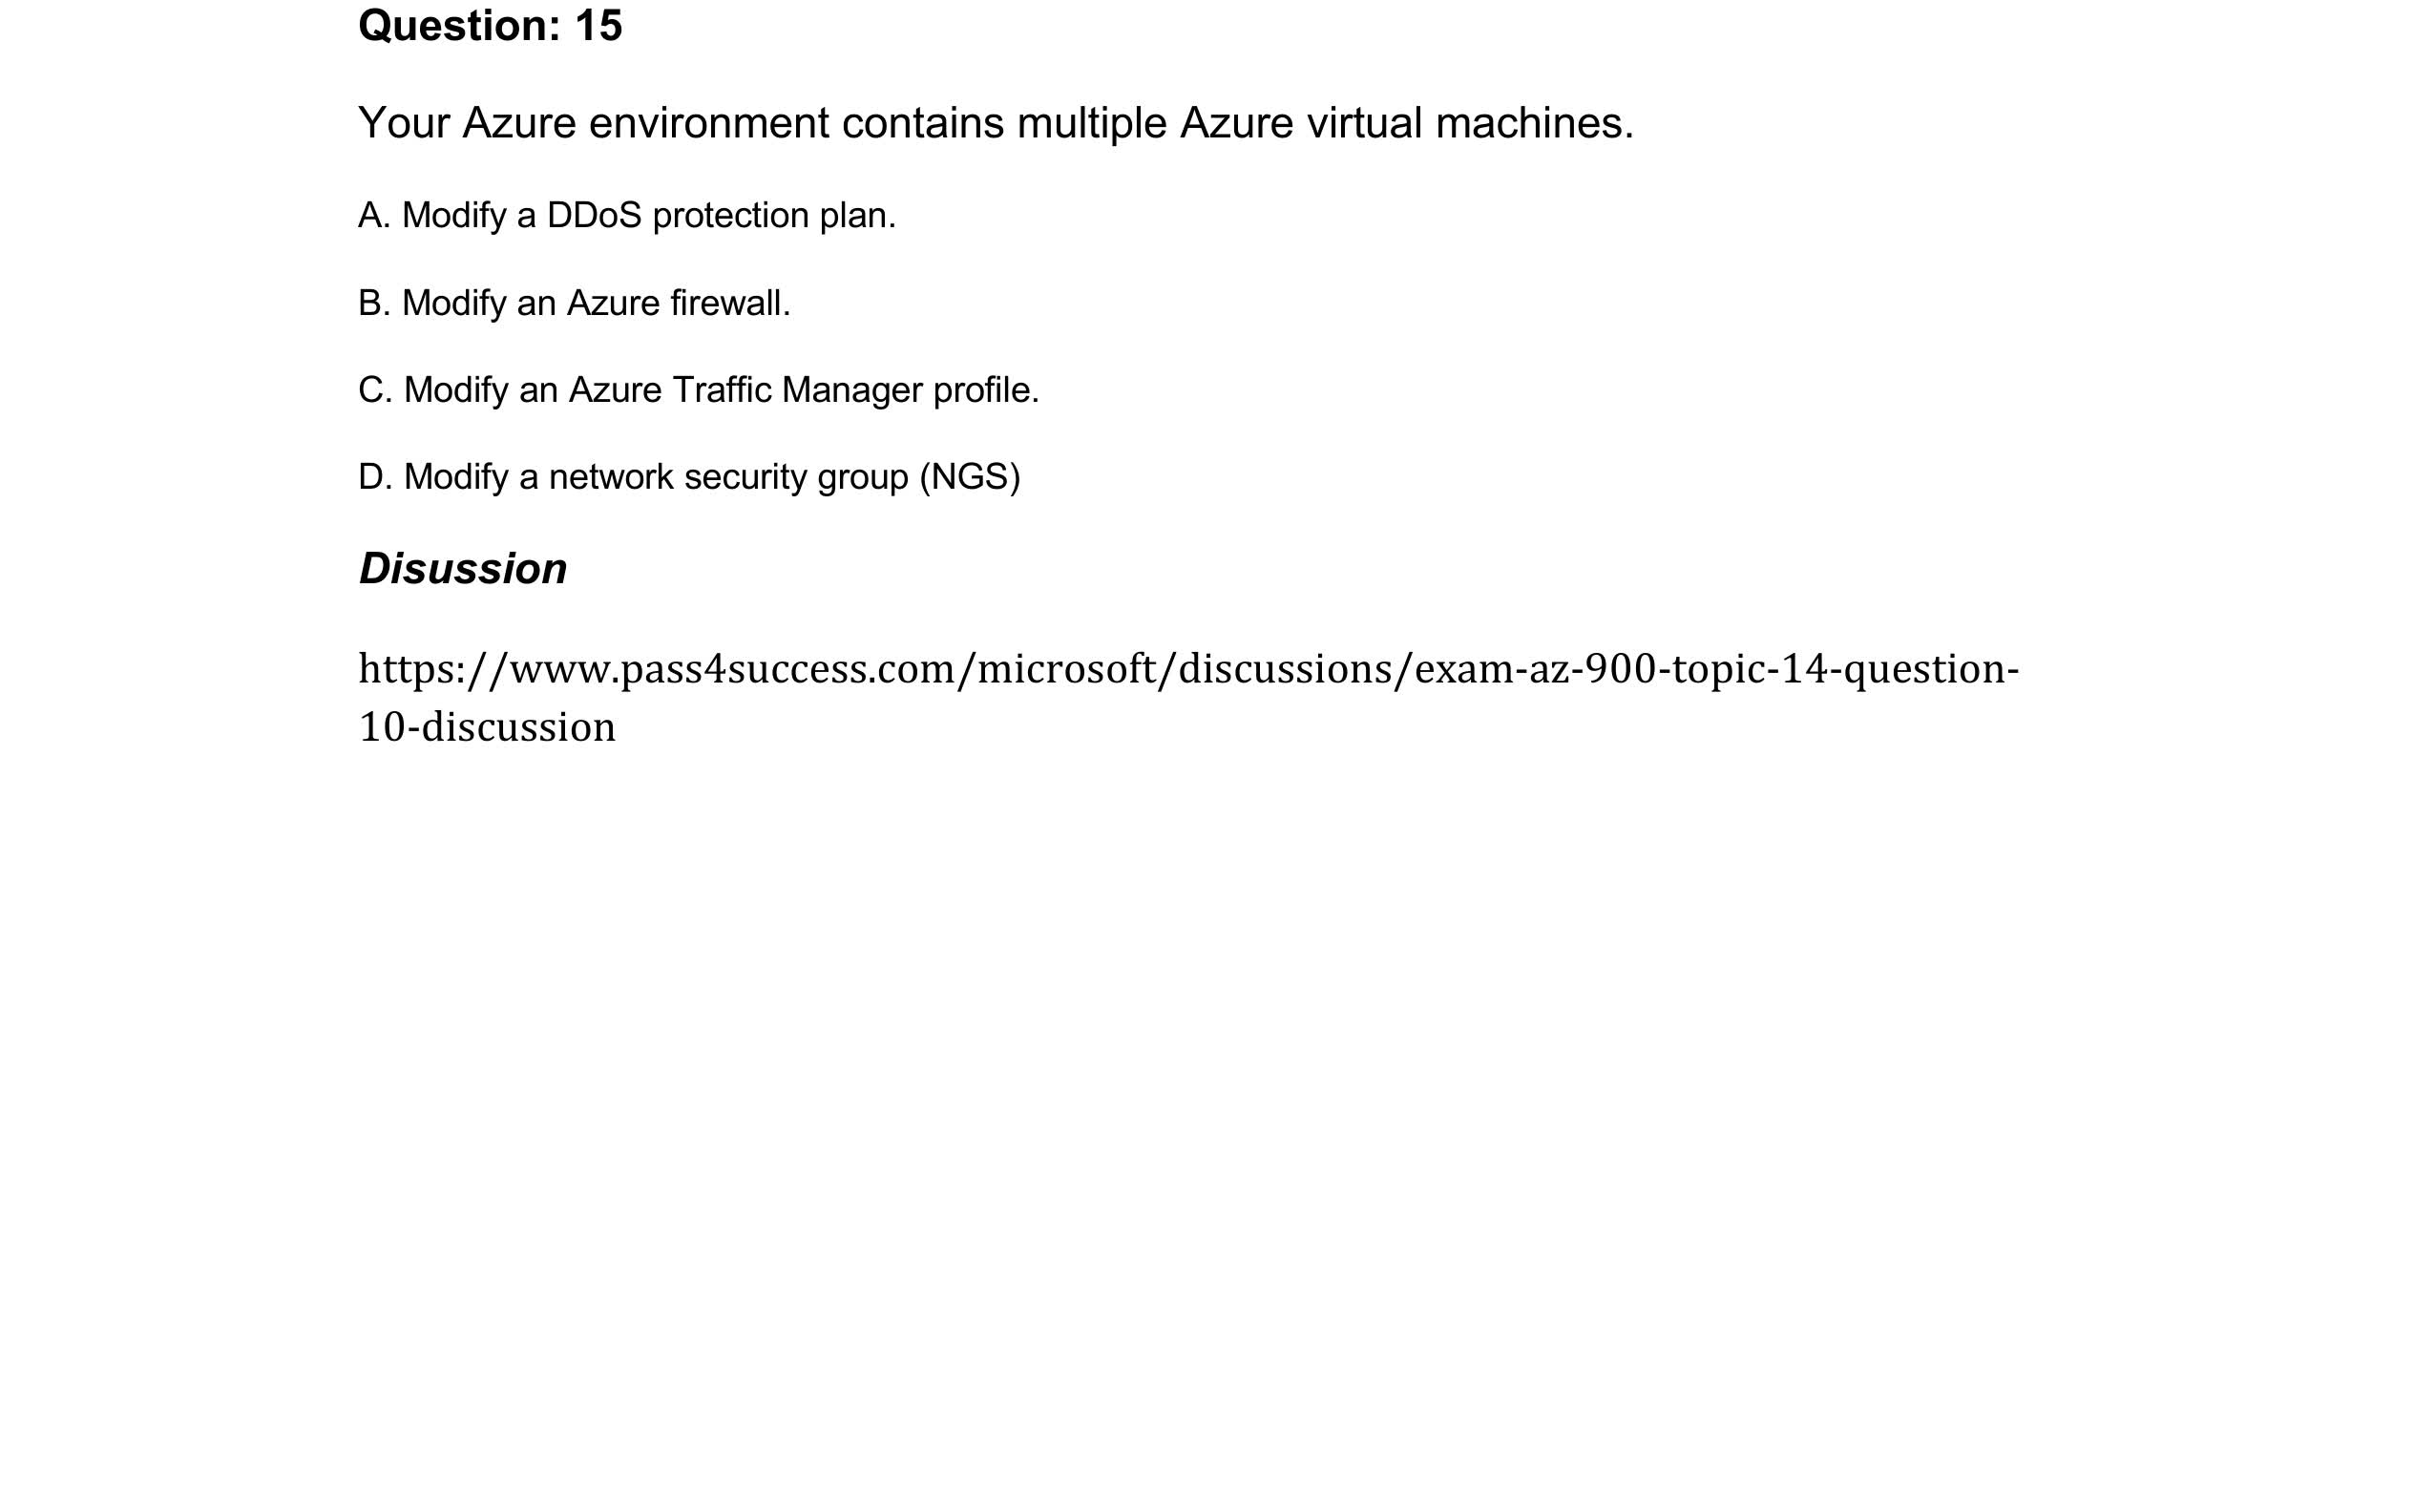 Question: 15
Your Azure environment contains multiple Azure virtual machines.
A. Modify a DDoS protection plan.
B. Modify an Azure firewall.
C. Modify an Azure Traffic Manager profile.
D. Modify a network security group (NGS)
Disussion
https://www.pass4success.com/microsoft/discussions/exam-az-900-topic-14-question-
10-discussion